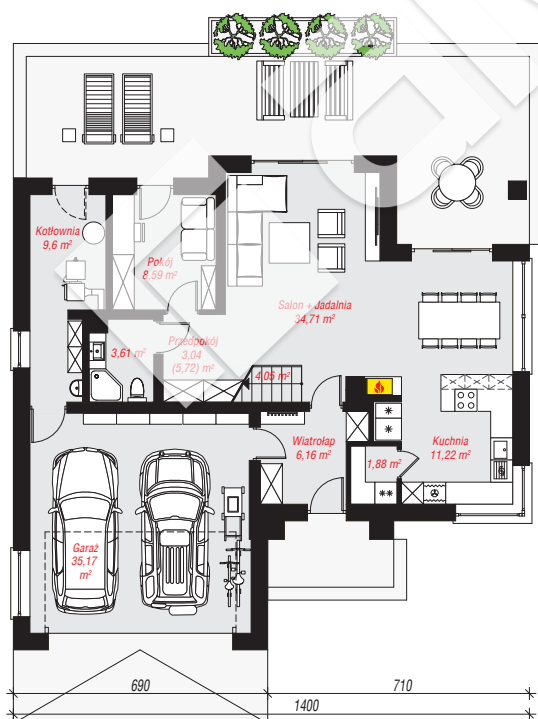 Kotłownia
9,6 m²
Pokój
8.59 m²
Salon + Jadalnia
34,71 m²
3,61 m²
Przedpokój
3,04
(5,72) m²
4.05 m²
Wiatrołap
6,16 m²
Kuchnia
11,22 m²
1,88 m²
Garaż
35,17
m²
690
710
1400